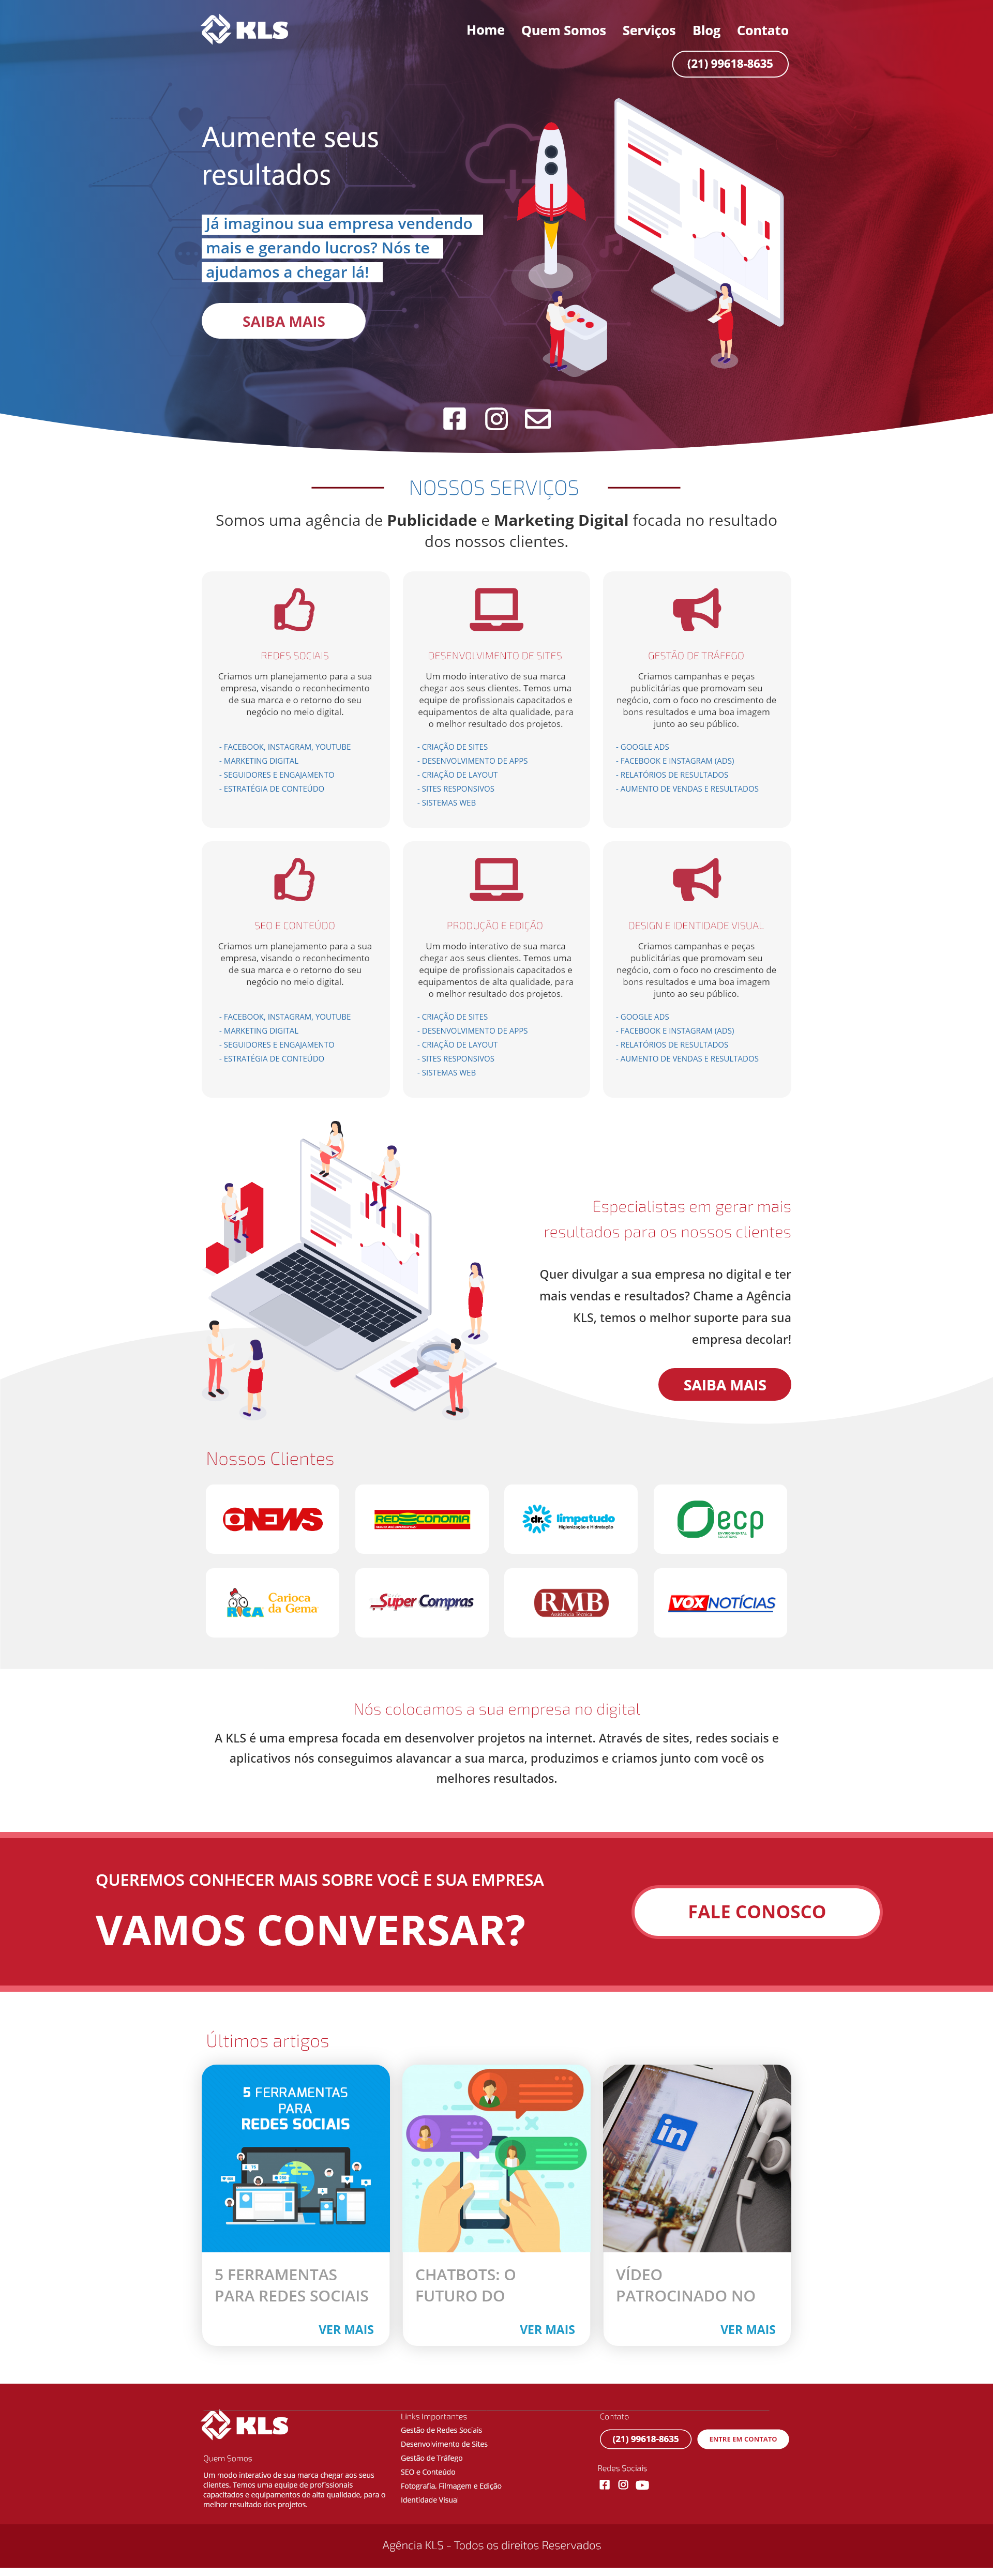 KLS
Home Quem Somos Serviços Blog Contato
(21) 99618-8635
Aumente seus
resultados
Já imaginou sua empresa vendendo
mais e gerando lucros? Nós te
ajudamos a chegar lá!
SAIBA MAIS
NOSSOS SERVIÇOS
Somos uma agência de Publicidade e Marketing Digital focada no resultado
dos nossos clientes.
REDES SOCIAIS
Criamos um planejamento para a sua
empresa, visando o reconhecimento
de sua marca e o retorno do seu
negócio no meio digital.
- FACEBOOK, INSTAGRAM, YOUTUBE
- MARKETING DIGITAL
- SEGUIDORES E ENGAJAMENTO
- ESTRATÉGIA DE CONTEÚDO
DESENVOLVIMENTO DE SITES
Um modo interativo de sua marca
chegar aos seus clientes. Temos uma
equipe de profissionais capacitados e
equipamentos de alta qualidade, para
o melhor resultado dos projetos.
- CRIAÇÃO DE SITES
- DESENVOLVIMENTO DE APPS
- CRIAÇÃO DE LAYOUT
- SITES RESPONSIVOS
- SISTEMAS WEB
GESTÃO DE TRÁFEGO
Criamos campanhas e peças
publicitárias que promovam seu
negócio, com o foco no crescimento de
bons resultados e uma boa imagem
junto ao seu público.
- GOOGLE ADS
- FACEBOOK E INSTAGRAM (ADS)
- RELATÓRIOS DE RESULTADOS
- AUMENTO DE VENDAS E RESULTADOS
SEO E CONTEÚDO
Criamos um planejamento para a sua
empresa, visando o reconhecimento
de sua marca e o retorno do seu
negócio no meio digital.
- FACEBOOK, INSTAGRAM, YOUTUBE
- MARKETING DIGITAL
- SEGUIDORES E ENGAJAMENTO
- ESTRATÉGIA DE CONTEÚDO
PRODUÇÃO E EDIÇÃO
Um modo interativo de sua marca
chegar aos seus clientes. Temos uma
equipe de profissionais capacitados e
equipamentos de alta qualidade, para
o melhor resultado dos projetos.
- CRIAÇÃO DE SITES
- DESENVOLVIMENTO DE APPS
- CRIAÇÃO DE LAYOUT
- SITES RESPONSIVOS
- SISTEMAS WEB
DESIGN E IDENTIDADE VISUAL
Criamos campanhas e peças
publicitárias que promovam seu
negócio, com o foco no crescimento de
bons resultados e uma boa imagem
junto ao seu público.
- GOOGLE ADS
- FACEBOOK E INSTAGRAM (ADS)
- RELATÓRIOS DE RESULTADOS
- AUMENTO DE VENDAS E RESULTADOS
Especialistas em gerar mais
resultados para os nossos clientes
Quer divulgar a sua empresa no digital e ter
mais vendas e resultados? Chame a Agência
KLS, temos o melhor suporte para sua
empresa decolar!
SAIBA MAIS
Nossos Clientes
ONEWS
REDECONOMIA
dr. limpatudo
Higienização e Hidratação
ecp
ENVIRONMENTAL
SOLUTIONS
RICA
Carioca
da Gema
Super Compras
RMB
Assistência Técnica
VOX NOTÍCIAS
Nós colocamos a sua empresa no digital
A KLS é uma empresa focada em desenvolver projetos na internet. Através de sites, redes sociais e
aplicativos nós conseguimos alavancar a sua marca, produzimos e criamos junto com você os
melhores resultados.
QUEREMOS CONHECER MAIS SOBRE VOCÊ E SUA EMPRESA
VAMOS CONVERSAR?
FALE CONOSCO
Últimos artigos
5 FERRAMENTAS
PARA
REDES SOCIAIS
in
5 FERRAMENTAS
PARA REDES SOCIAIS
VER MAIS
CHATBOTS: O
FUTURO DO
VER MAIS
VÍDEO
PATROCINADO NO
VER MAIS
KLS
Quem Somos
Um modo interativo de sua marca chegar aos seus
clientes. Temos uma equipe de profissionais
capacitados e equipamentos de alta qualidade, para o
melhor resultado dos projetos.
Links Importantes
Gestão de Redes Sociais
Desenvolvimento de Sites
Gestão de Tráfego
SEO e Conteúdo
Fotografia, Filmagem e Edição
Identidade Visual
Contato
(21) 99618-8635
ENTRE EM CONTATO
Redes Sociais
Agência KLS – Todos os direitos Reservados